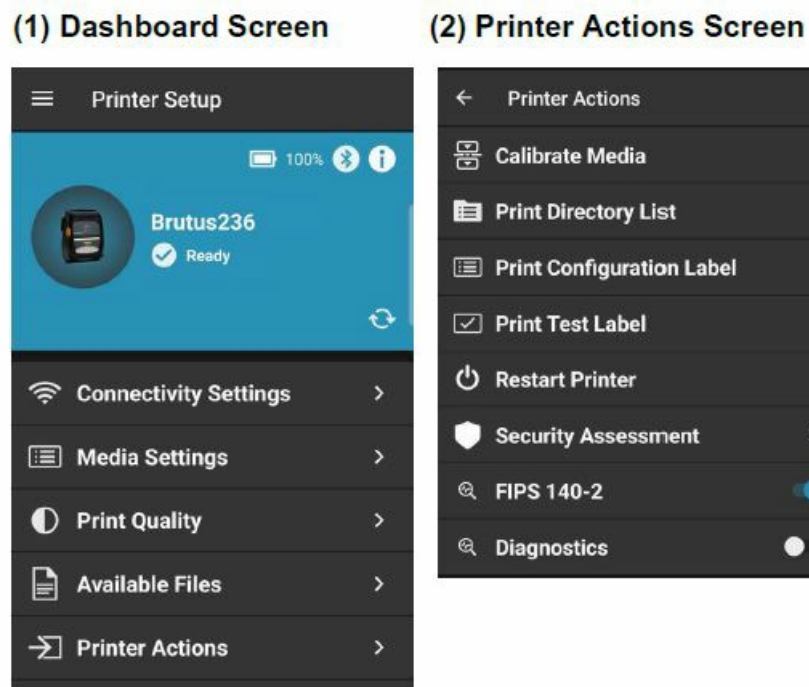 (1) Dashboard Screen
Printer Setup
100%
Brutus236
Ready
Connectivity Settings
Media Settings
Print Quality
Available Files
Printer Actions
(2) Printer Actions Screen
Printer Actions
Calibrate Media
Print Directory List
Print Configuration Label
Print Test Label
Restart Printer
Security Assessment
FIPS 140-2
Diagnostics